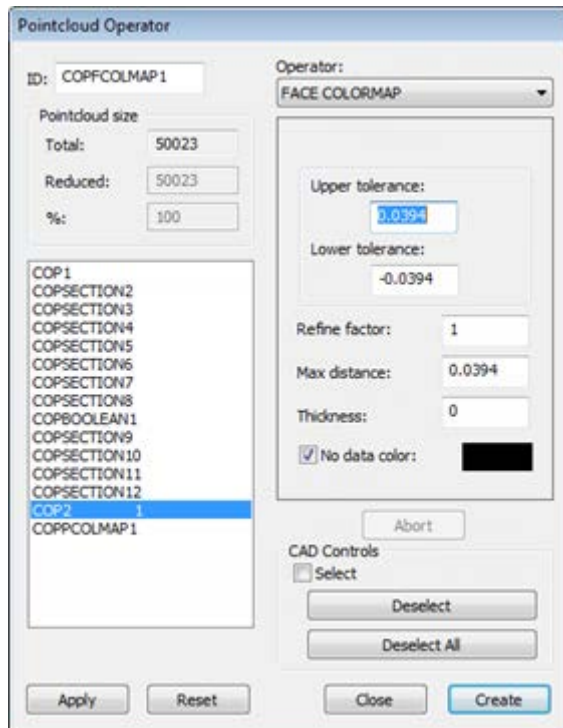 Pointcloud Operator
ID: COPFCOLMAP1
Operator:
FACE COLORMAP
Pointcloud size
Total: 50023
Reduced: 50023
%: 100
Upper tolerance:
0.0394
Lower tolerance:
-0.0394
Refine factor: 1
Max distance: 0.0394
Thickness: 0
No data color:
COP1
COPSECTION2
COPSECTION3
COPSECTION4
COPSECTION5
COPSECTION6
COPSECTION7
COPSECTION8
COPBOOLEAN1
COPSECTION9
COPSECTION10
COPSECTION11
COPSECTION12
COP2 1
COPPCOLMAP1
Abort
CAD Controls
Select
Deselect
Deselect All
Apply Reset Close Create